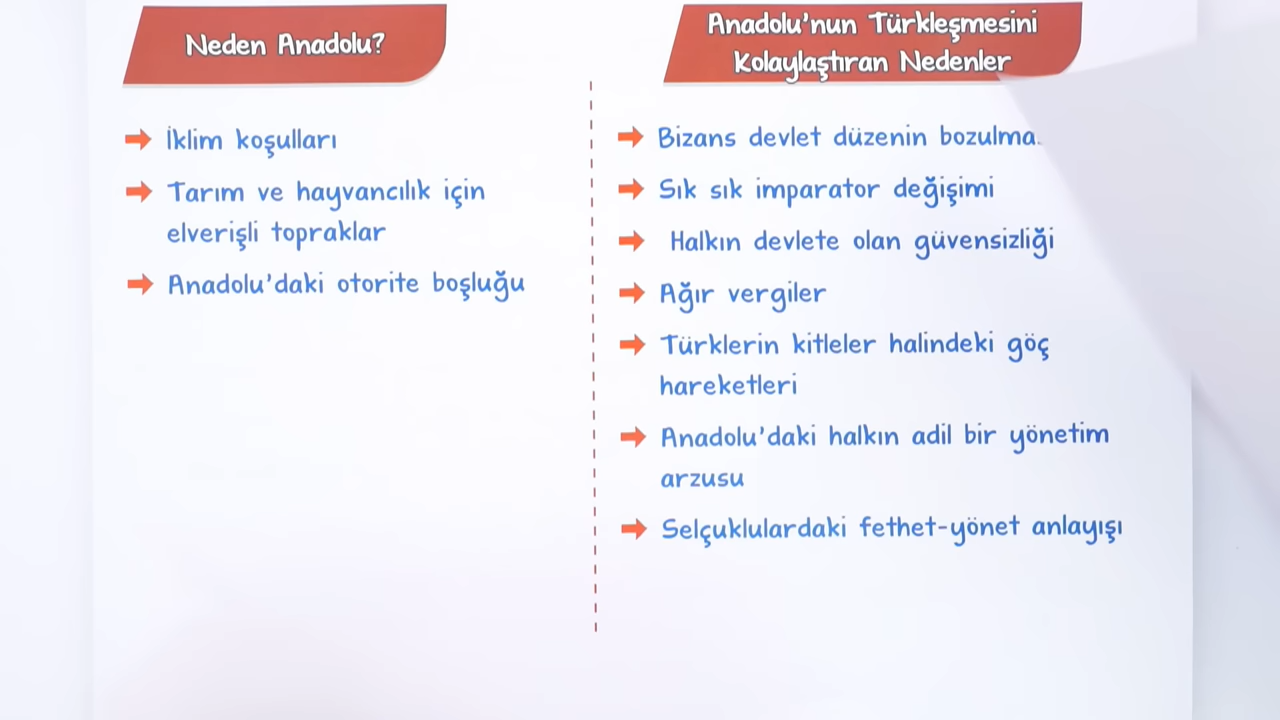 Neden Anadolu?
İklim koşulları
Tarım ve hayvancılık için
elverişli topraklar
Anadolu'daki otorite boşluğu
Anadolu'nun Türkleşmesini
Kolaylaştıran Nedenler
Bizans devlet düzenin
Sık sık imparator değişimi
Halkın devlete olan güvensizliği
Ağır vergiler
Türklerin kitleler halindeki göç
hareketleri
Anadolu'daki halkın adil bir yönetim
arzusu
Selçuklulardaki fethet-yönet anlayışı